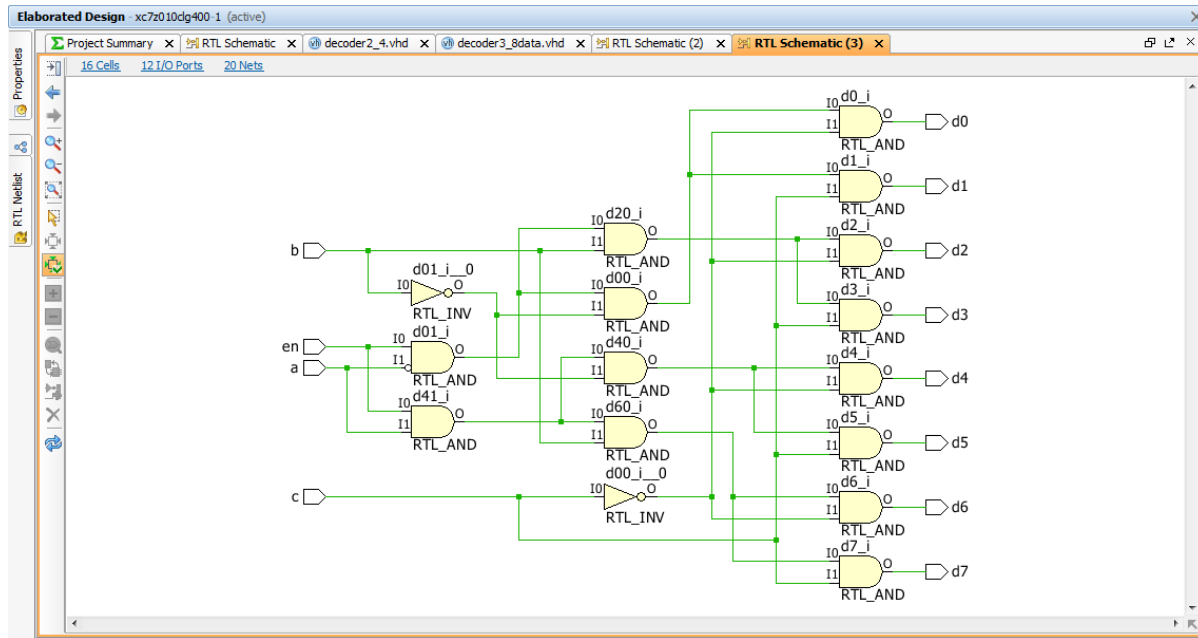 Elaborated Design - xc7z010clg400-1 (active)
Project Summary RTL Schematic decoder2_4.vhd decoder3_8data.vhd RTL Schematic (2) RTL Schematic (3)
Properties
RTL Netlist
16 Cells 12 I/O Ports 20 Nets
b
en
a
c
d01_i__0
I0 O
RTL_INV
d01_i
I0 O
I1
RTL_AND
d41_i
I0 O
I1
RTL_AND
d20_i
I0 O
I1
RTL_AND
d00_i
I0 O
I1
RTL_AND
d40_i
I0 O
I1
RTL_AND
d60_i
I0 O
I1
RTL_AND
d00_i__0
I0 O
RTL_INV
d0_i
I0 O d0
I1
RTL_AND
d1_i
I0 O d1
I1
RTL_AND
d2_i
I0 O d2
I1
RTL_AND
d3_i
I0 O d3
I1
RTL_AND
d4_i
I0 O d4
I1
RTL_AND
d5_i
I0 O d5
I1
RTL_AND
d6_i
I0 O d6
I1
RTL_AND
d7_i
I0 O d7
I1
RTL_AND